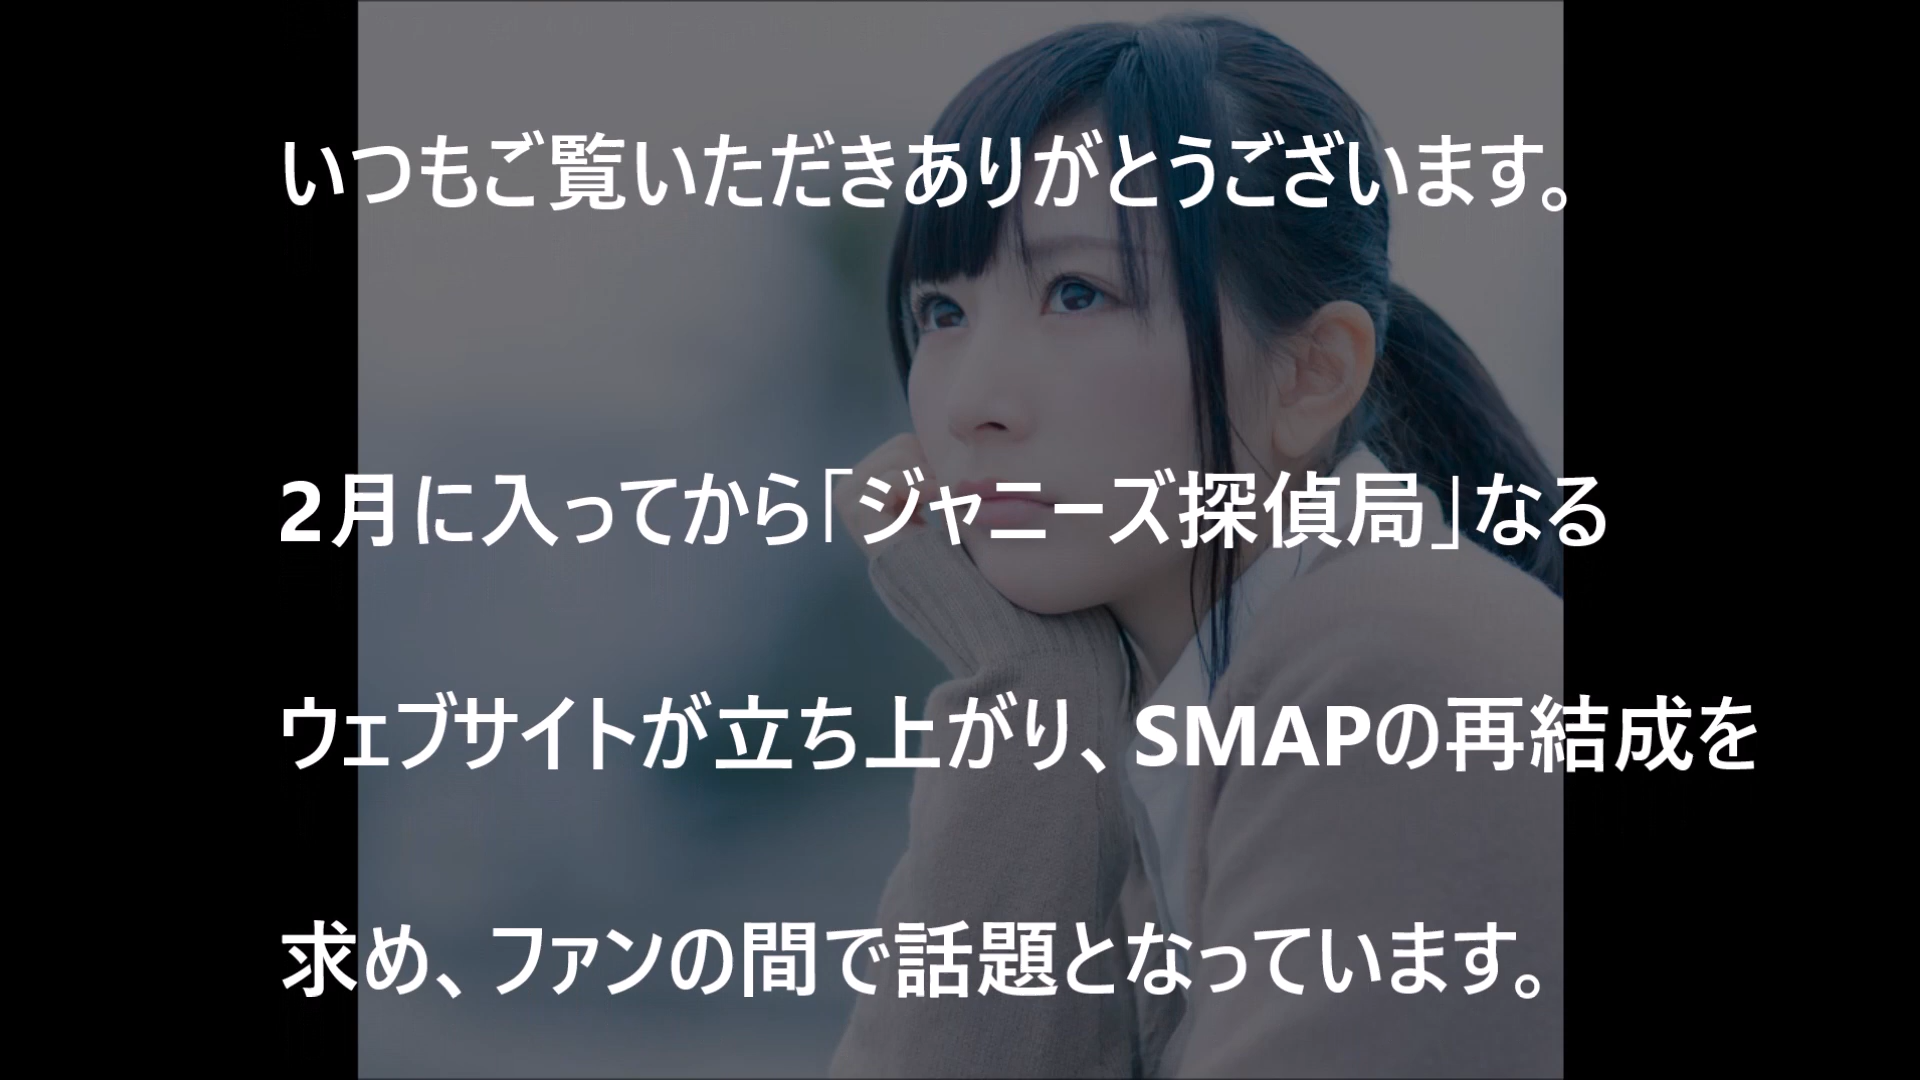 いつもご覧いただきありがとうございます。
2月に入ってから「ジャニーズ探偵局」なる
ウェブサイトが立ち上がり、SMAPの再結成を
求め、ファンの間で話題となっています。